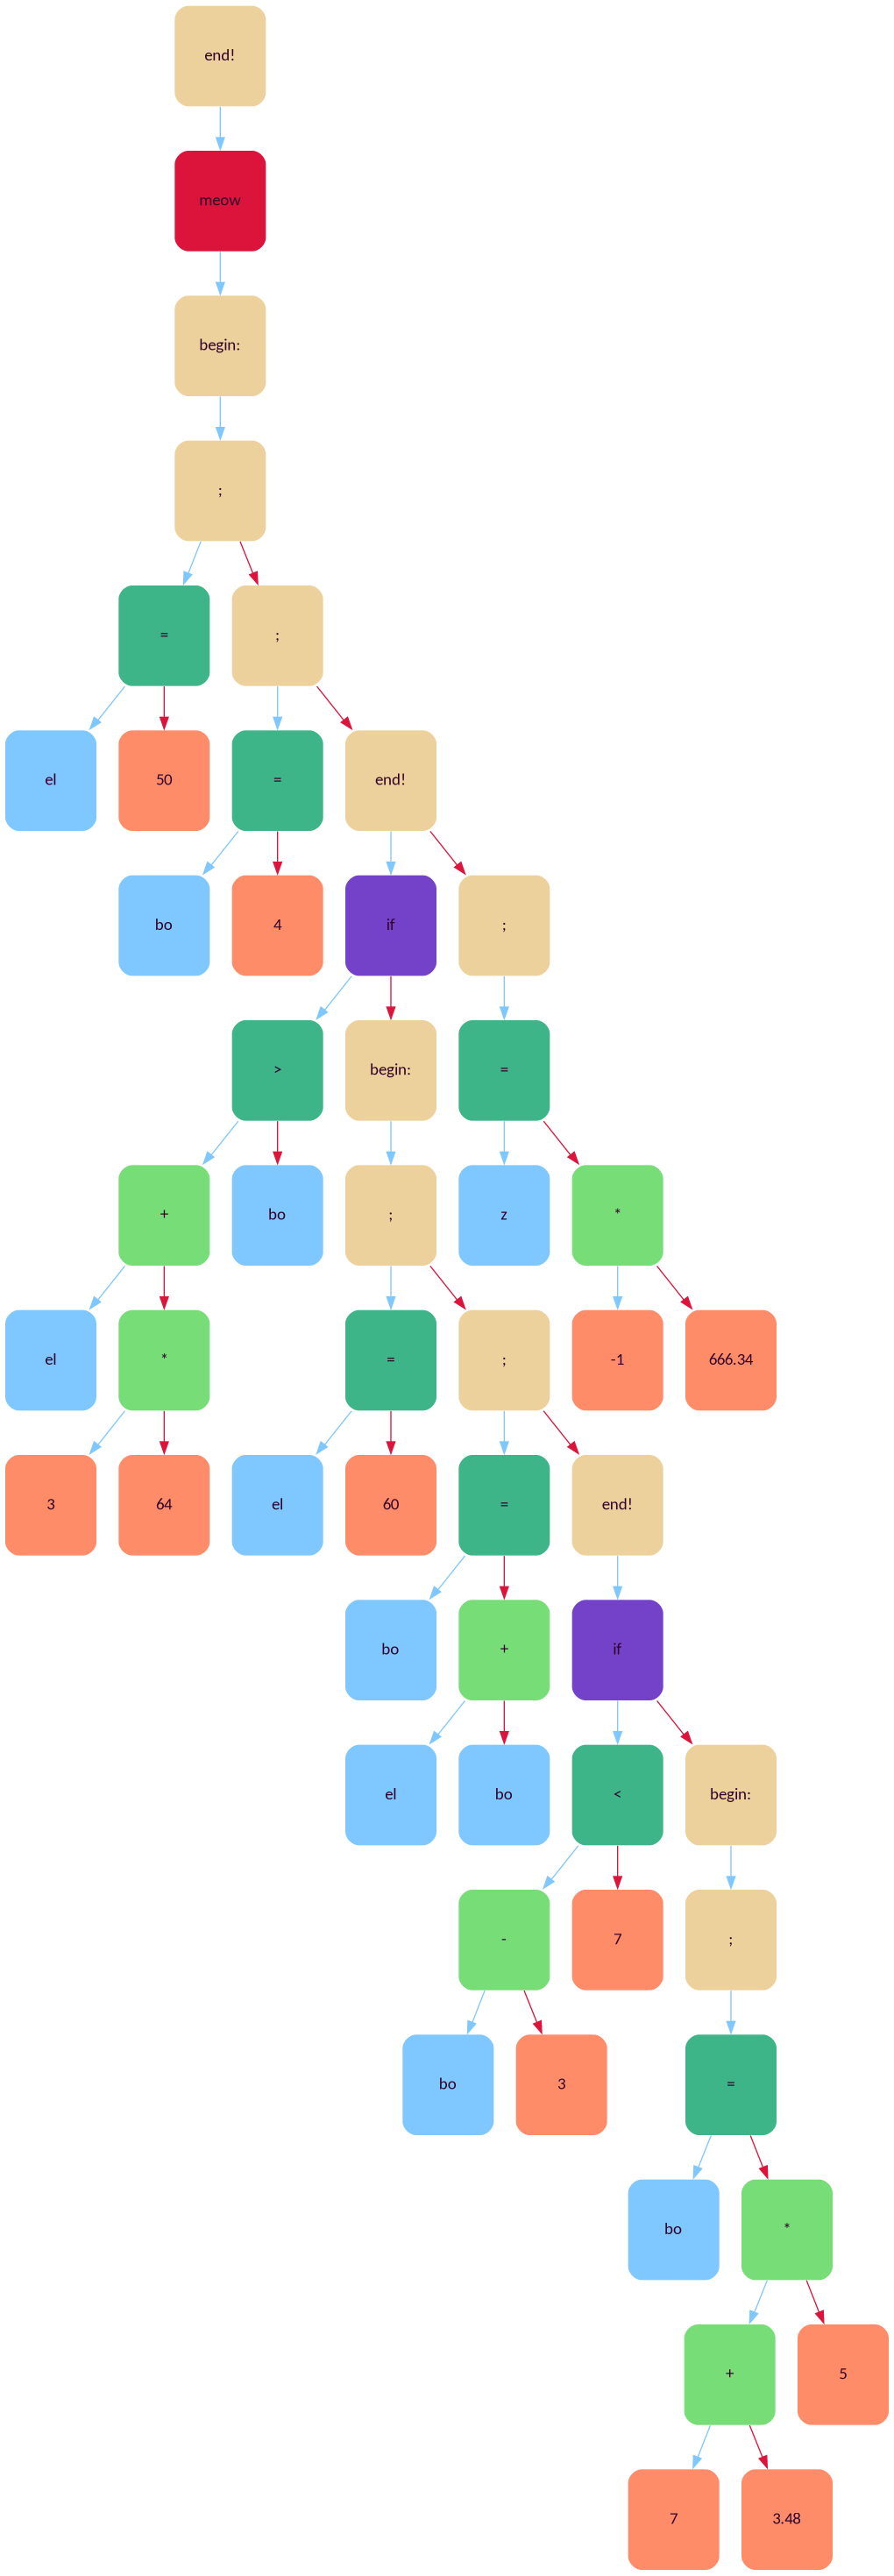 end!
meow
begin:
;
= ;
el 50 = end!
bo 4 if ;
> begin: =
+ bo ; z *
el * = ; -1 666.34
3 64 el 60 = end!
bo + if
el bo < begin:
- 7 ;
bo 3 =
bo *
+ 5
7 3.48